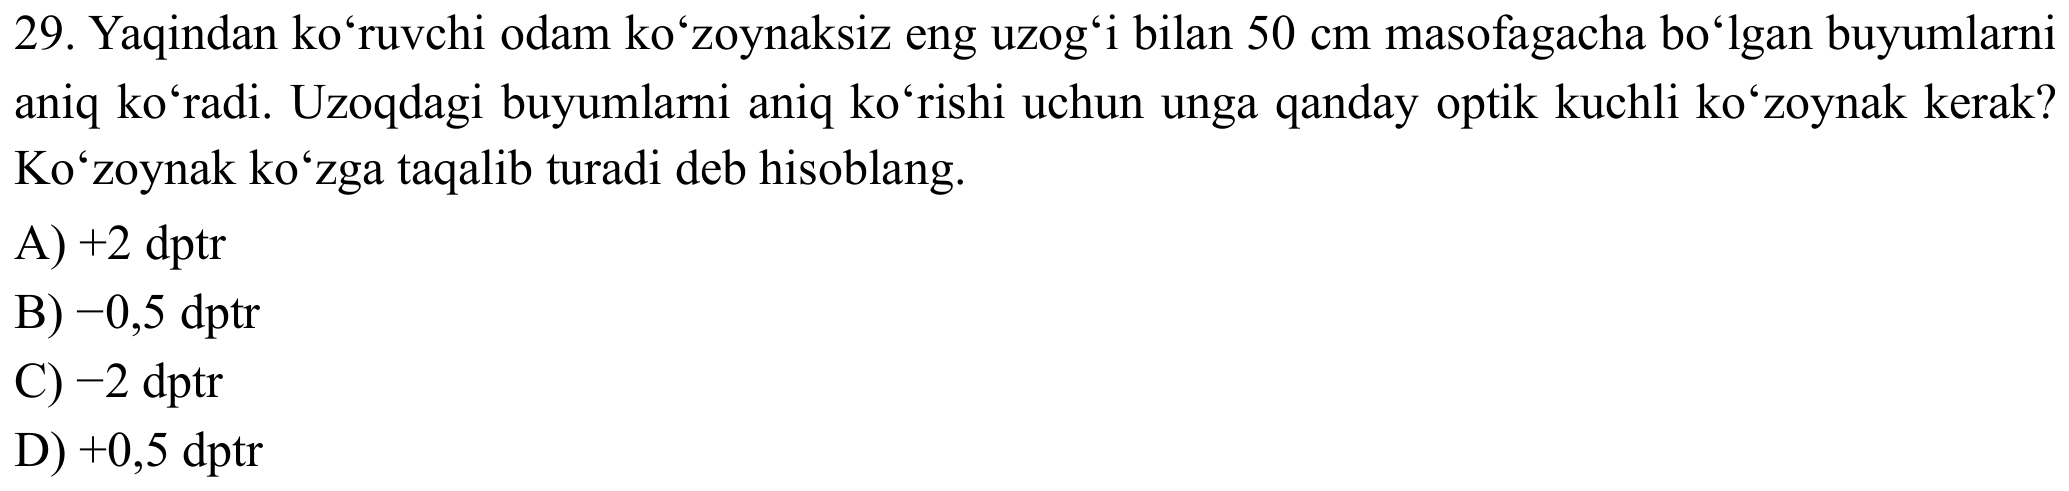 29. Yaqindan ko‘ruvchi odam ko‘zoynaksiz eng uzog‘i bilan 50 cm masofagacha bo‘lgan buyumlarni
aniq ko‘radi. Uzoqdagi buyumlarni aniq ko‘rishi uchun unga qanday optik kuchli ko‘zoynak kerak?
Ko‘zoynak ko‘zga taqalib turadi deb hisoblang.
A) +2 dptr
B) −0,5 dptr
C) −2 dptr
D) +0,5 dptr